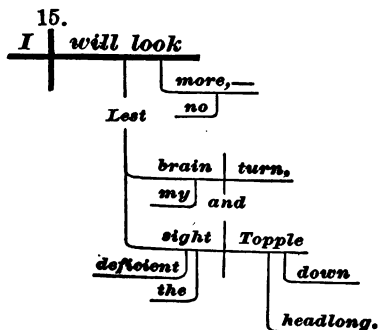 15.
I will look
more,—
no
Lest
brain turn,
my and
sight Topple
deficient down
the
headlong.